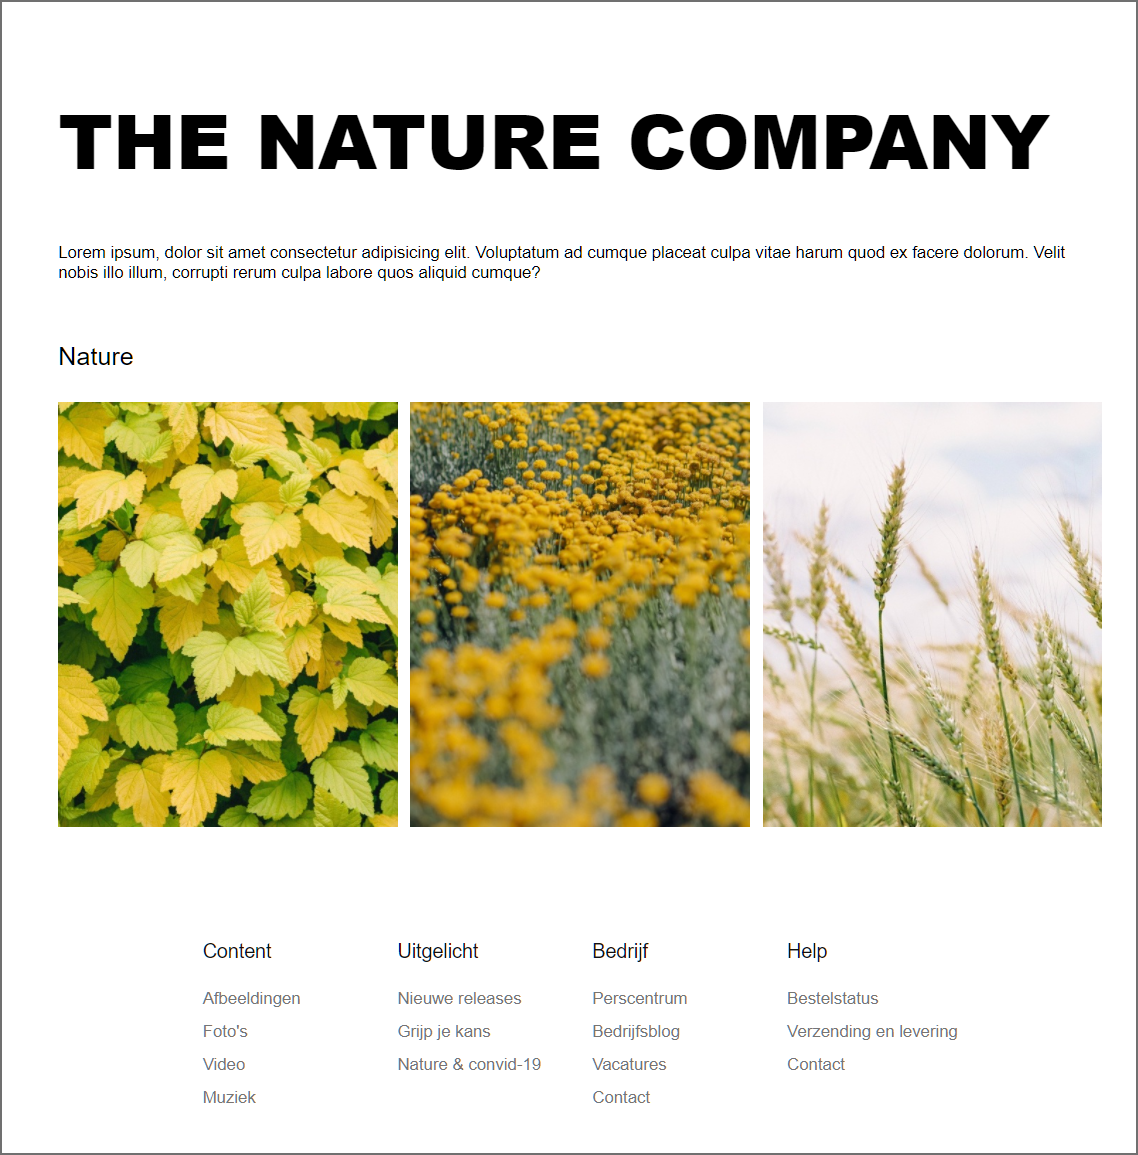 THE NATURE COMPANY
Lorem ipsum, dolor sit amet consectetur adipisicing elit. Voluptatum ad cumque placeat culpa vitae harum quod ex facere dolorum. Velit
nobis illo illum, corrupti rerum culpa labore quos aliquid cumque?
Nature
Content
Afbeeldingen
Foto's
Video
Muziek
Uitgelicht
Nieuwe releases
Grijp je kans
Nature & convid-19
Bedrijf
Perscentrum
Bedrijfsblog
Vacatures
Contact
Help
Bestelstatus
Verzending en levering
Contact